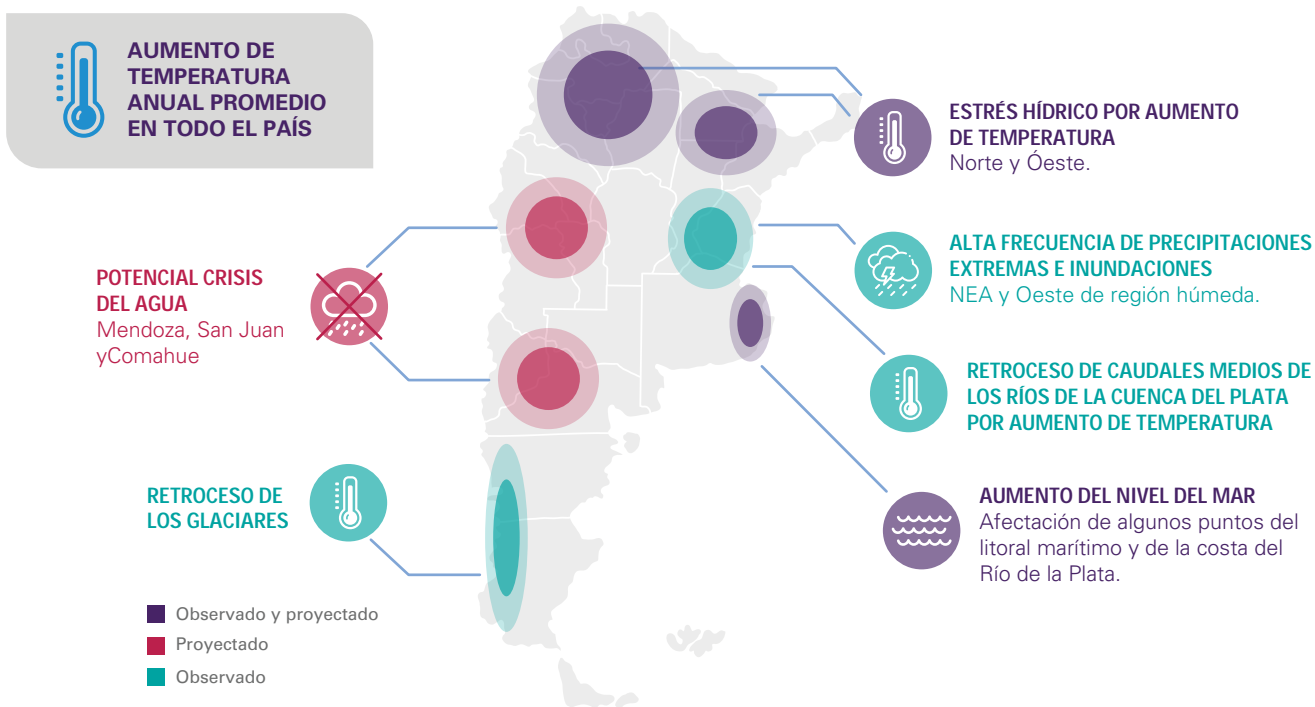 AUMENTO DE
TEMPERATURA
ANUAL PROMEDIO
EN TODO EL PAÍS
ESTRÉS HÍDRICO POR AUMENTO
DE TEMPERATURA
Norte y Óeste.
ALTA FRECUENCIA DE PRECIPITACIONES
EXTREMAS E INUNDACIONES
NEA y Oeste de región húmeda.
POTENCIAL CRISIS
DEL AGUA
Mendoza, San Juan
yComahue
RETROCESO DE CAUDALES MEDIOS DE
LOS RÍOS DE LA CUENCA DEL PLATA
POR AUMENTO DE TEMPERATURA
RETROCESO DE
LOS GLACIARES
AUMENTO DEL NIVEL DEL MAR
Afectación de algunos puntos del
litoral marítimo y de la costa del
Río de la Plata.
Observado y proyectado
Proyectado
Observado